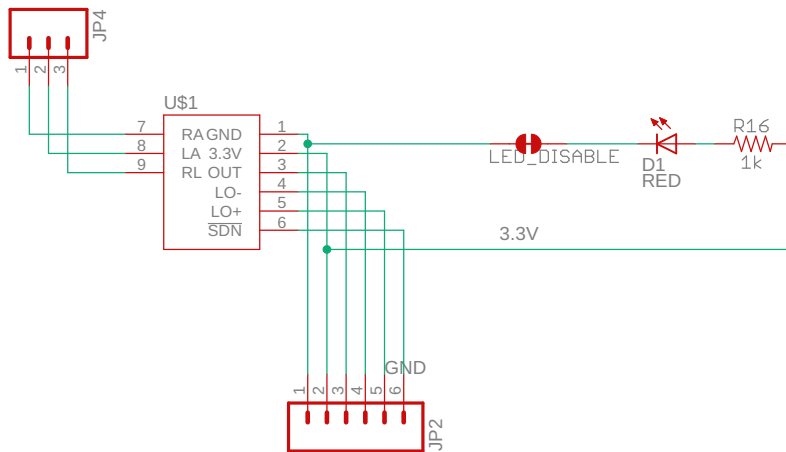 JP4
1 2 3
U$1
7 RA GND 1
8 LA 3.3V 2
9 RL OUT 3
LO- 4
LO+ 5
SDN 6
LED_DISABLE
D1
RED
R16
1k
3.3V
GND
1 2 3 4 5 6
JP2